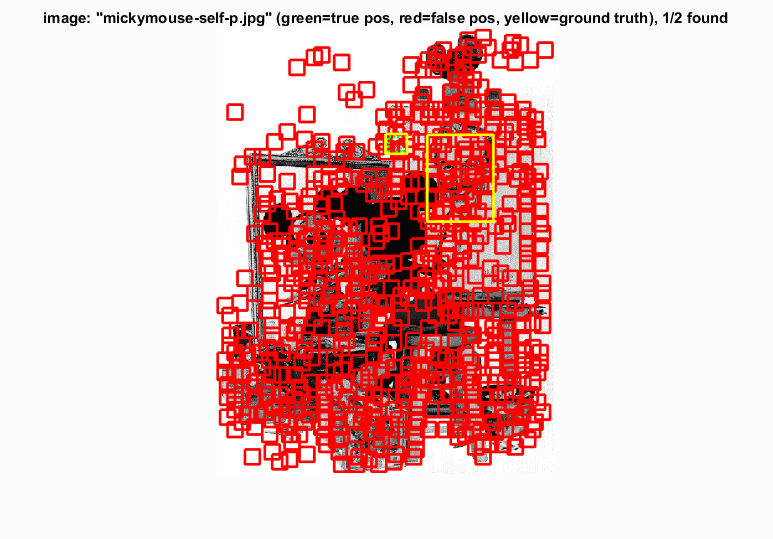 image: "mickymouse-self-p.jpg" (green=true pos, red=false pos, yellow=ground truth), 1/2 found